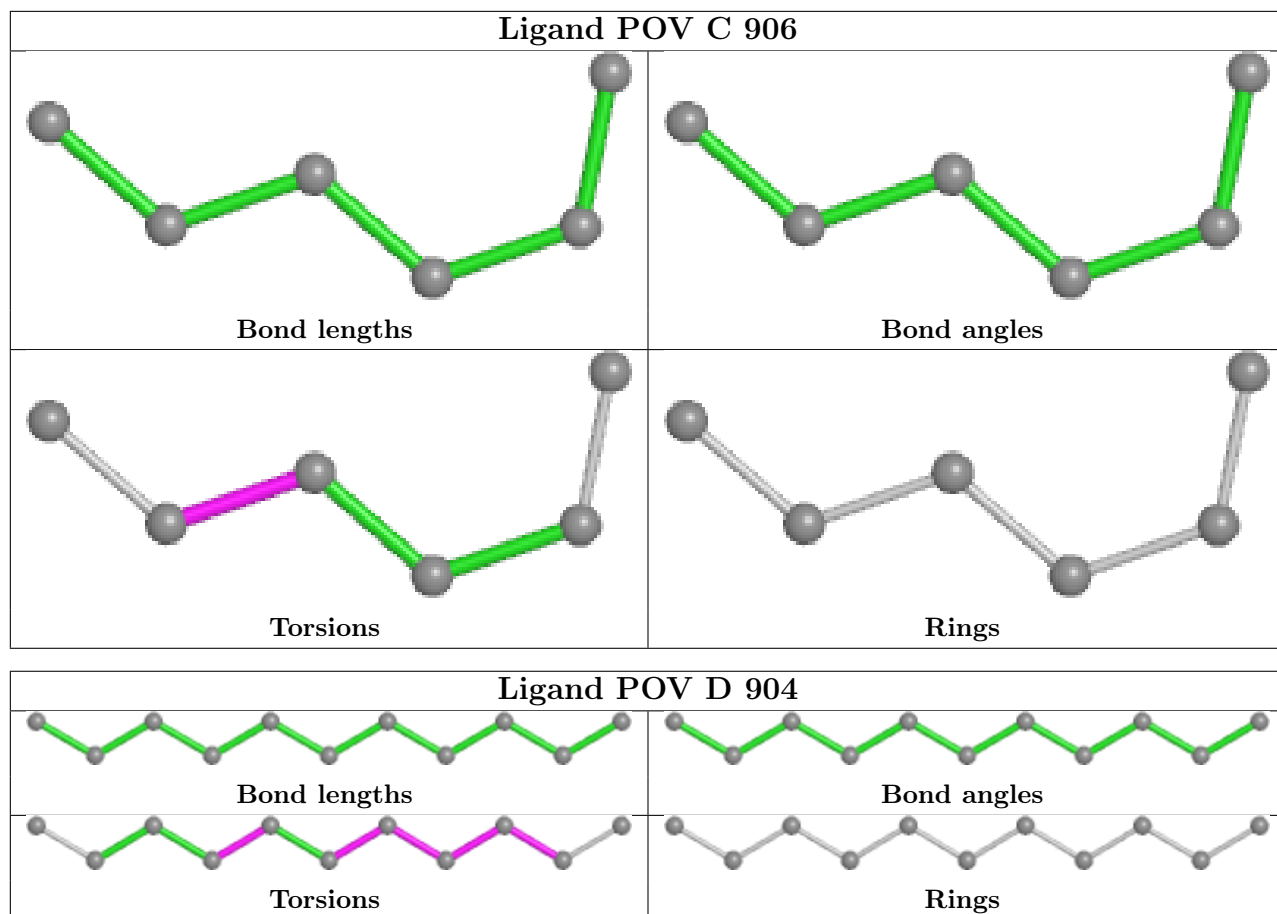 Ligand POV C 906
Bond lengths
Bond angles
Torsions
Rings
Ligand POV D 904
Bond lengths
Bond angles
Torsions
Rings